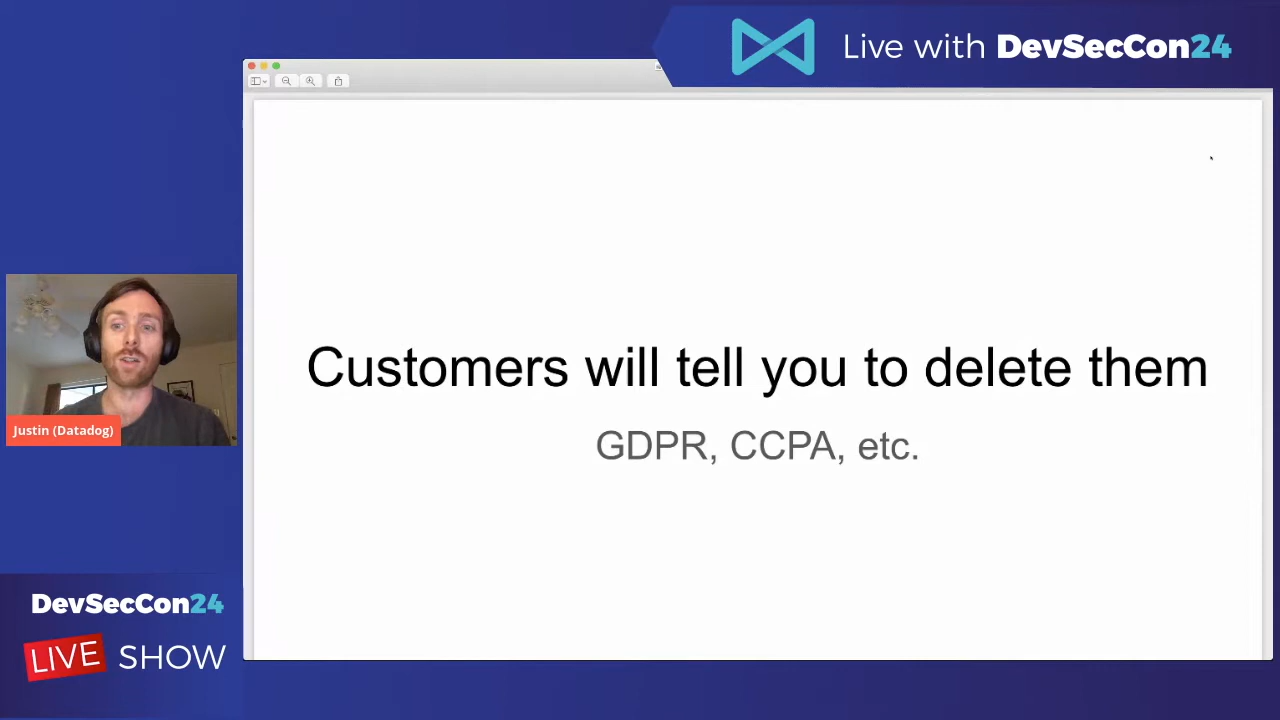 Live with DevSecCon24
Customers will tell you to delete them
GDPR, CCPA, etc.
Justin (Datadog)
DevSecCon24
LIVE SHOW